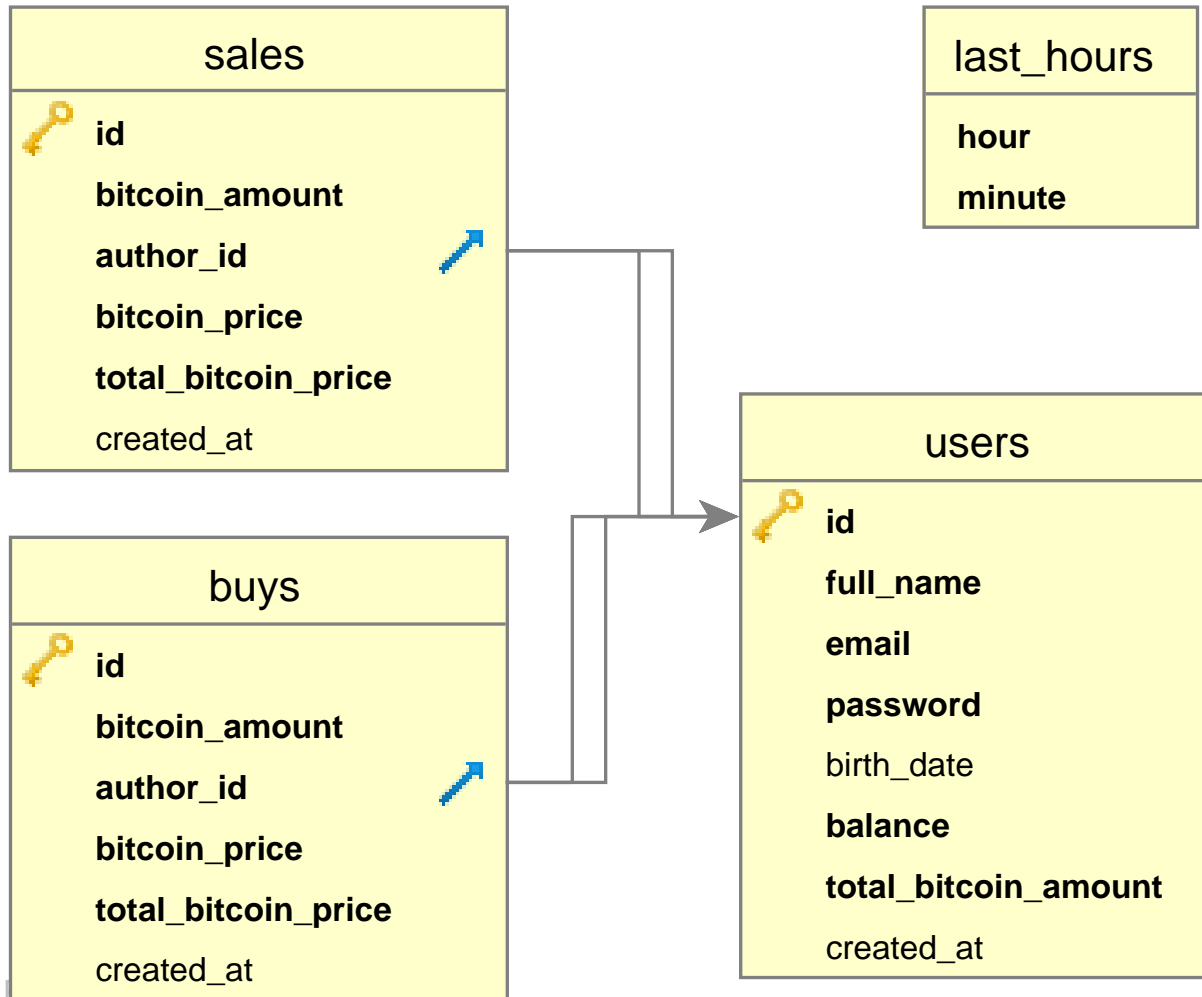 sales
id
bitcoin_amount
author_id
bitcoin_price
total_bitcoin_price
created_at
last_hours
hour
minute
buys
id
bitcoin_amount
author_id
bitcoin_price
total_bitcoin_price
created_at
users
id
full_name
email
password
birth_date
balance
total_bitcoin_amount
created_at